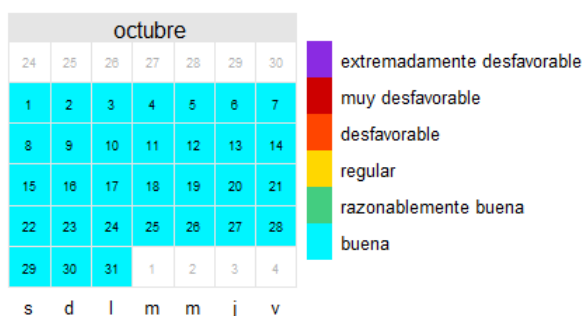 octubre
24 25 26 27 28 29 30
1 2 3 4 5 6 7
8 9 10 11 12 13 14
15 16 17 18 19 20 21
22 23 24 25 26 27 28
29 30 31 1 2 3 4
s d l m m j v
extremadamente desfavorable
muy desfavorable
desfavorable
regular
razonablemente buena
buena